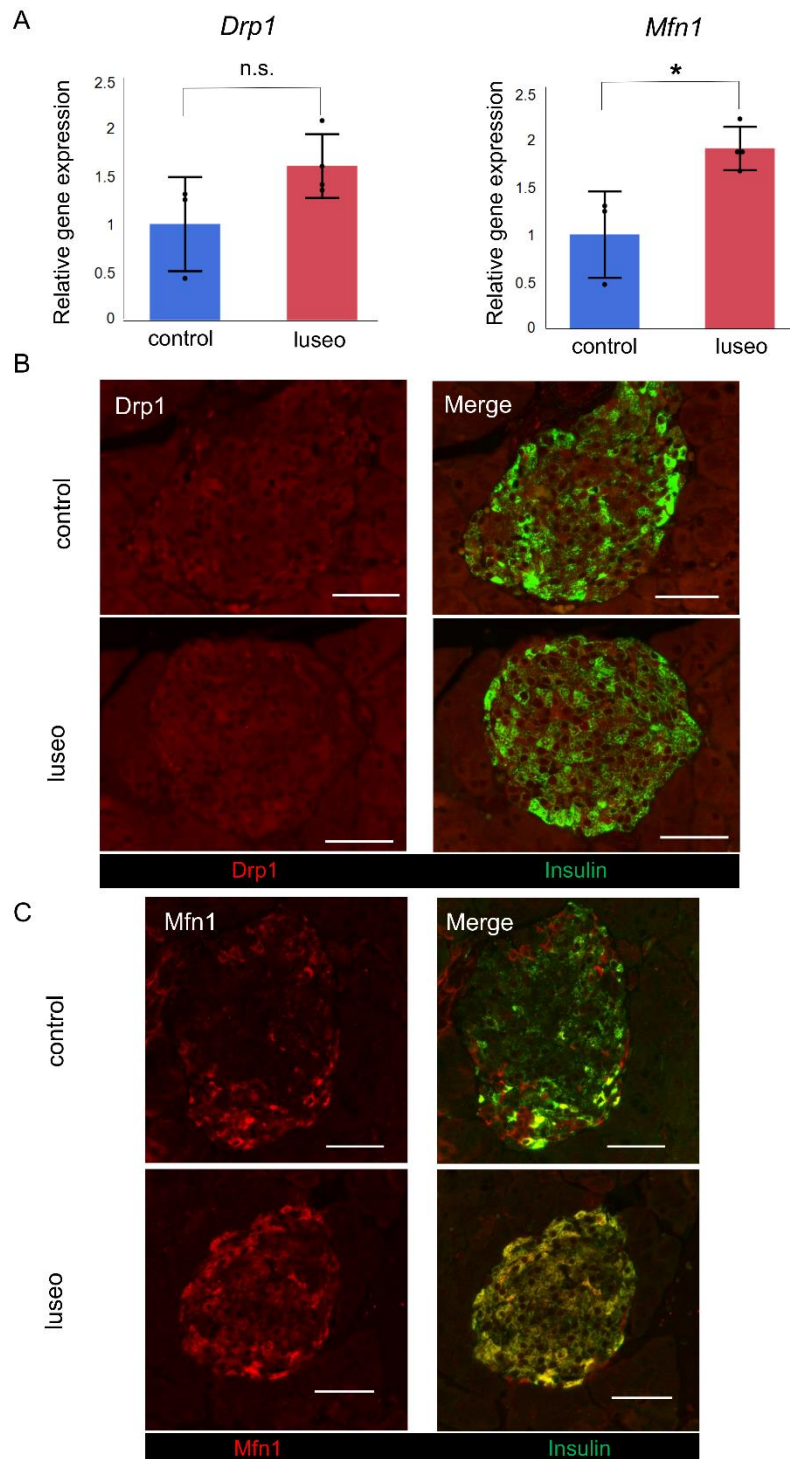 A
Drp1
Mfn1
n.s.
*
Relative gene expression
2.5
2
1.5
1
0.5
0
control
luseo
Relative gene expression
2.5
2
1.5
1
0.5
0
control
luseo
B
Drp1
Merge
control
luseo
Drp1
Insulin
C
Mfn1
Merge
control
luseo
Mfn1
Insulin